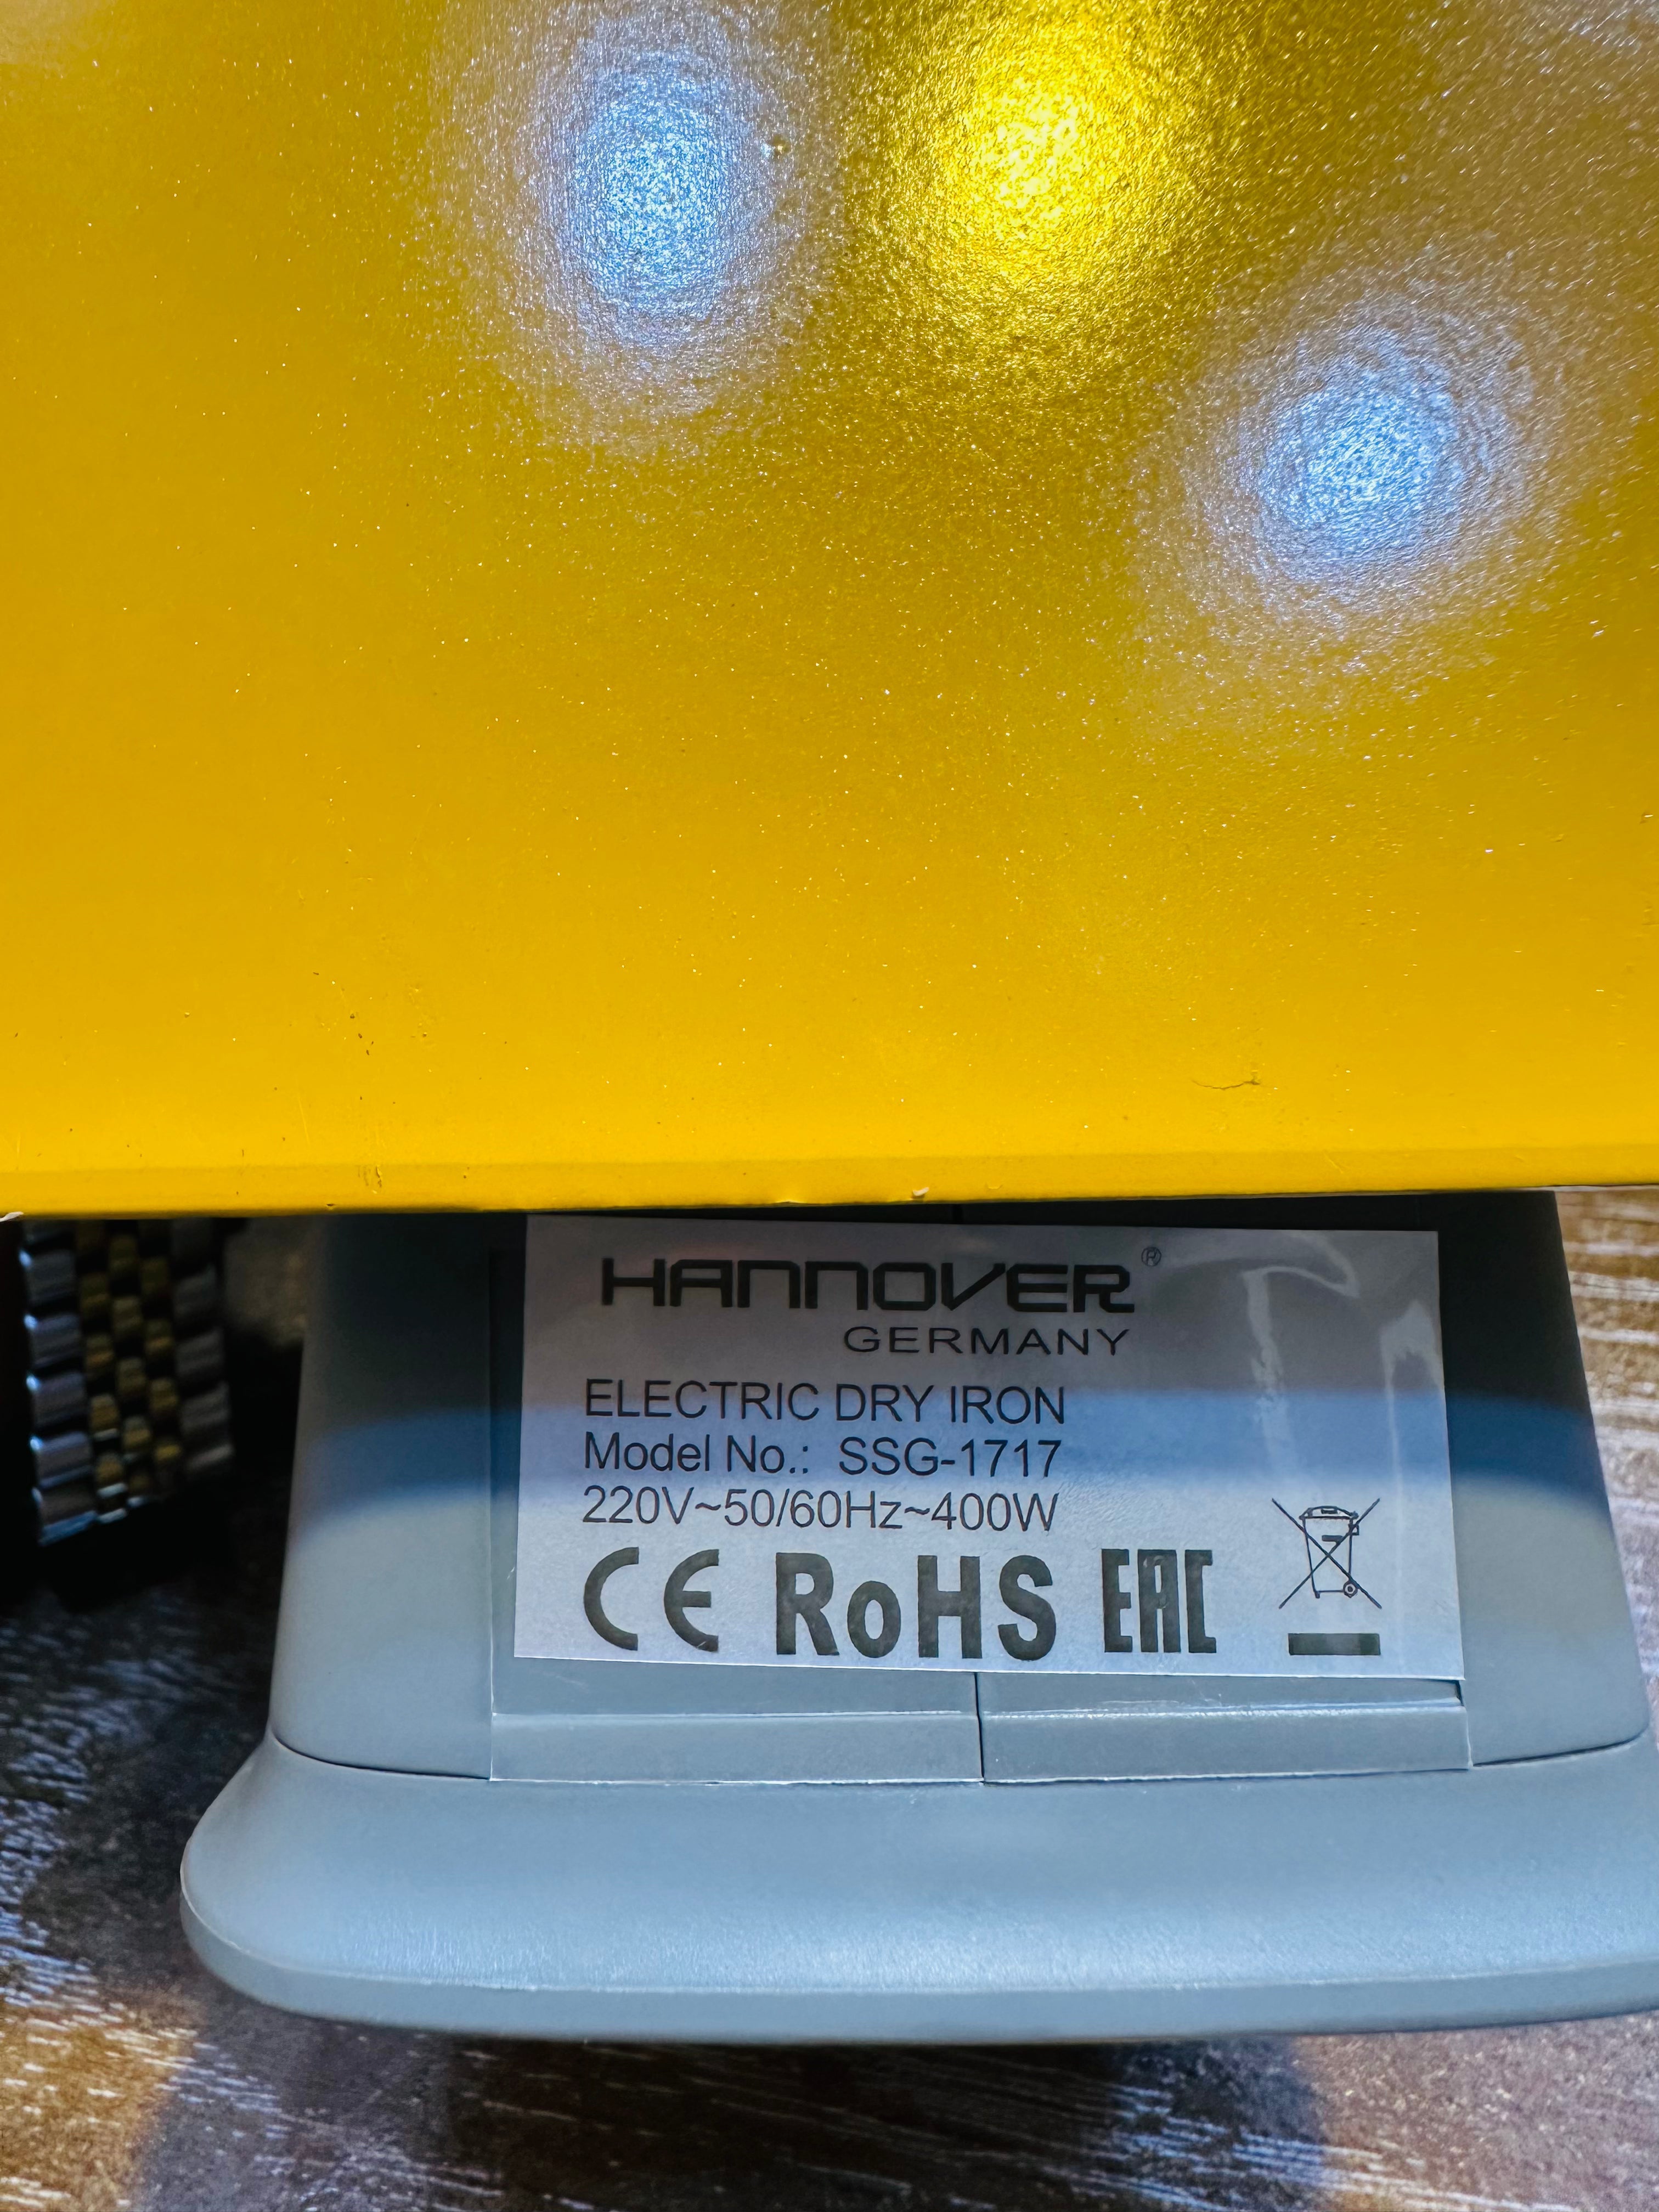 HANNOVER®
GERMANY
ELECTRIC DRY IRON
Model No.: SSG-1717
220V~50/60Hz~400W
CE RoHS EAC